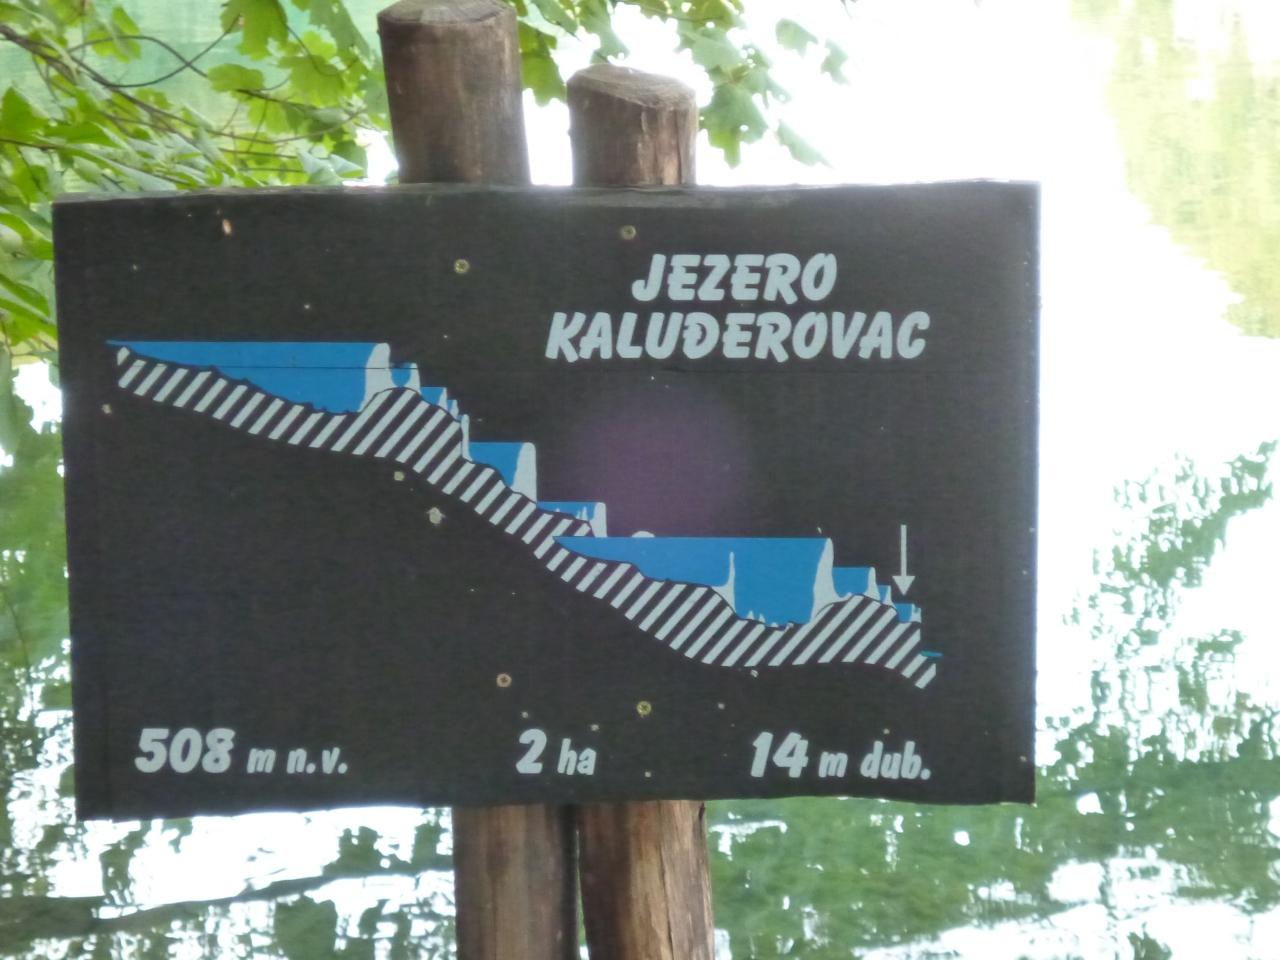 JEZERO
KALUĐEROVAC
508 m n.v. 2 ha 14 m dub.